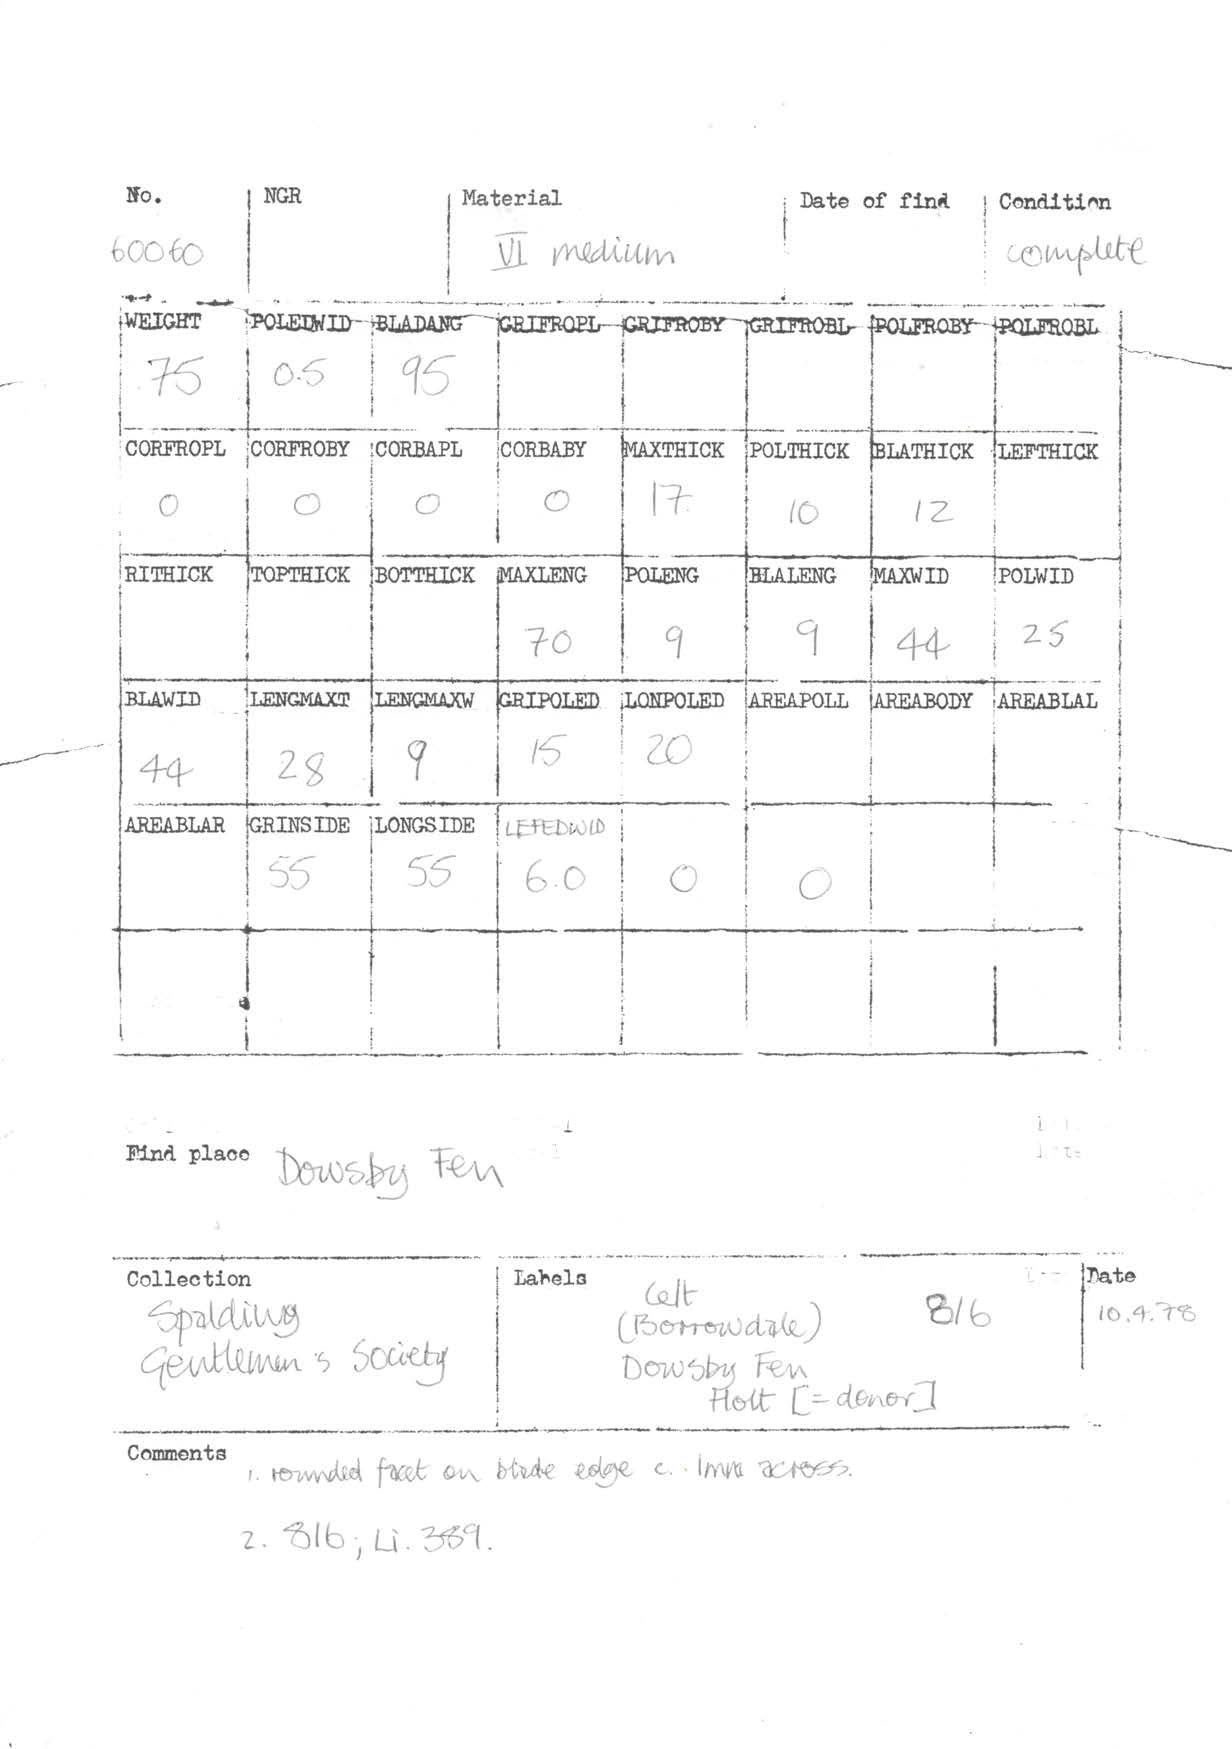 No. NGR Material Date of find Condition
60060 VI medium complete
WEIGHT POLEDWID BLADANG GRIFROPL GRIFROBY GRIFROBL POLFROBY POLFROBL
75 0.5 95
CORFROPL CORFROBY CORBAPL CORBABY MAXTHICK POLTHICK BLATHICK LEFTHICK
0 0 0 0 17 10 12
RITHICK TOPTHICK BOTTHICK MAXLENG POLENG BLALENG MAXWID POLWID
70 9 9 44 25
BLAWID LENGMAXT LENGMAXW GRIPOLED LONPOLED AREAPOLL AREABODY AREABLAL
44 28 9 15 20
AREABLAR GRINSIDE LONGSIDE LEFEDWID
55 55 6.0 0 0
Find place Dowsby Fen
Collection Labels Date
Spalding
Gentlemen's Society
Celt
(Borrowdale) 816
Dowsby Fen
Holt [=donor]
10.4.78
Comments
1. rounded facet on blade edge c. 1mm across.
2. 816; Li. 389.